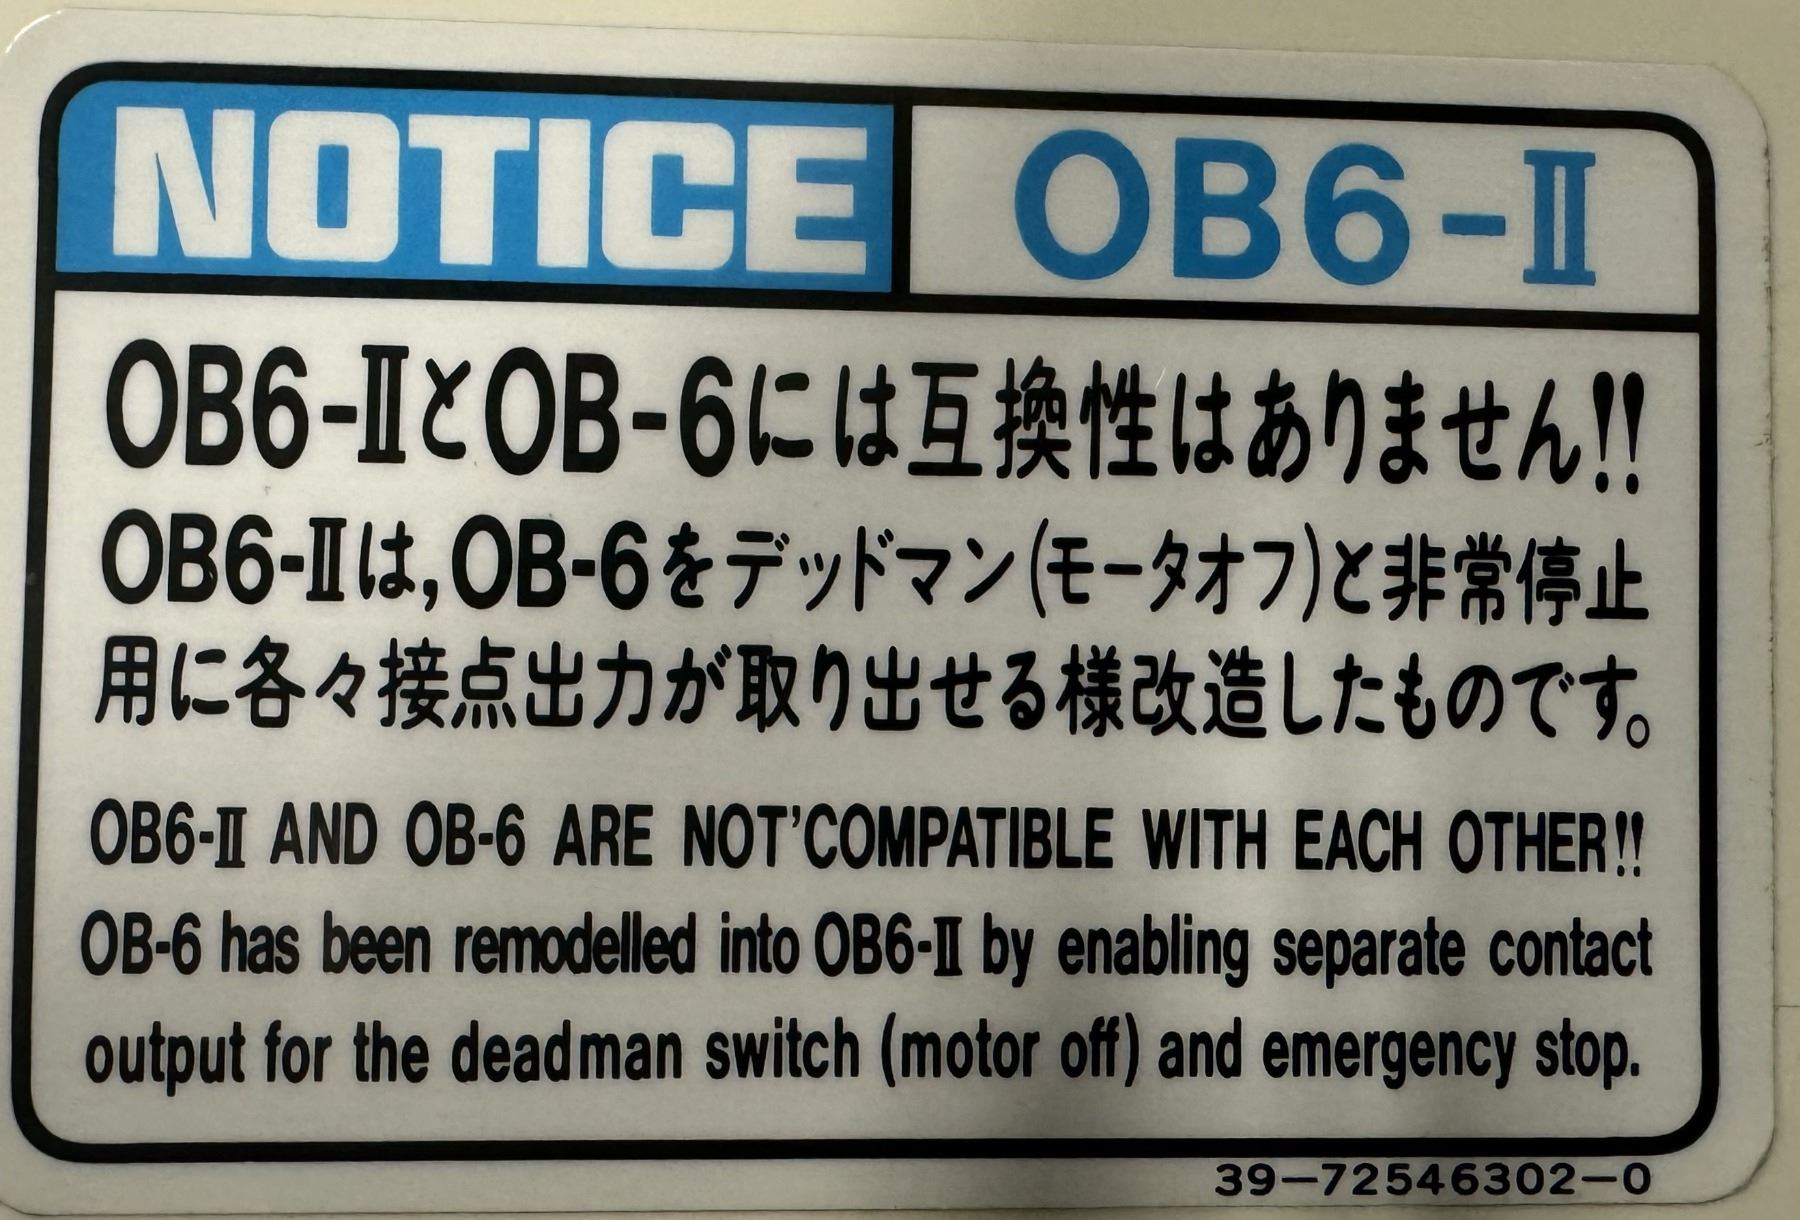 NOTICE OB6-Ⅱ
OB6-ⅡとOB-6には互換性はありません!!
OB6-Ⅱは,OB-6をデッドマン(モータオフ)と非常停止
用に各々接点出力が取り出せる様改造したものです。
OB6-Ⅱ AND OB-6 ARE NOT'COMPATIBLE WITH EACH OTHER!!
OB-6 has been remodelled into OB6-Ⅱ by enabling separate contact
output for the deadman switch (motor off) and emergency stop.
39-72546302-0